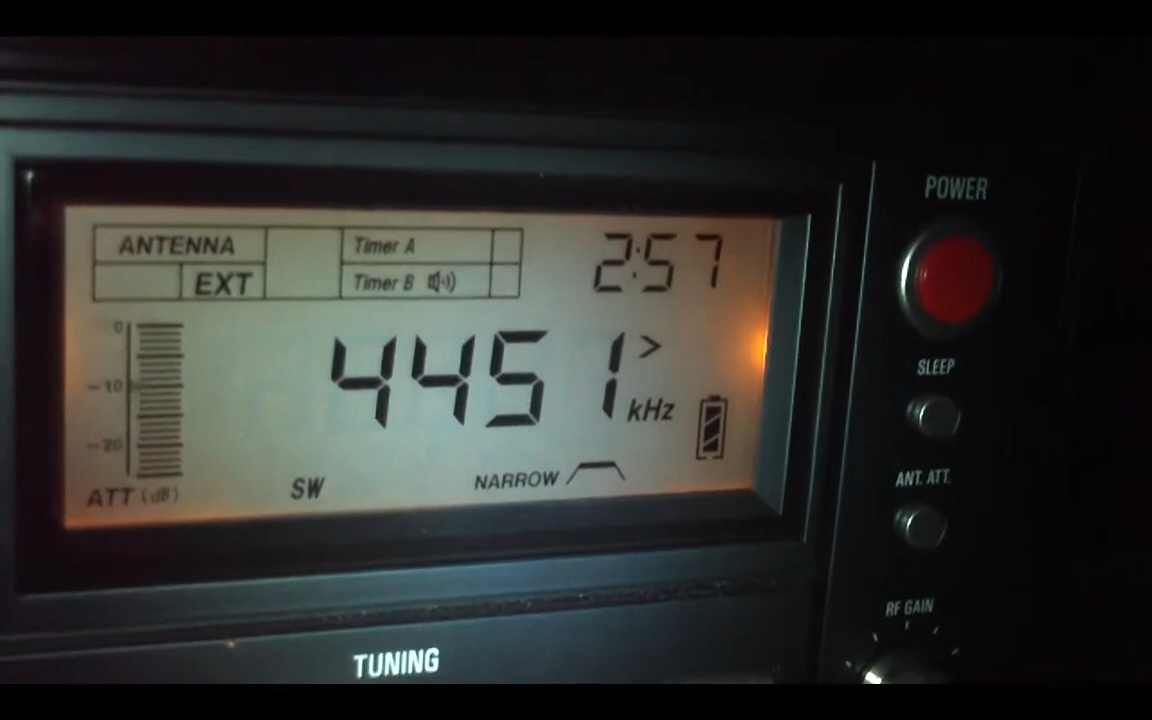 ANTENNA
EXT
Timer A
Timer B
2:57
0
-10
-20
ATT (dB)
4451 >
kHz
SW
NARROW
POWER
SLEEP
ANT. ATT.
RF GAIN
TUNING